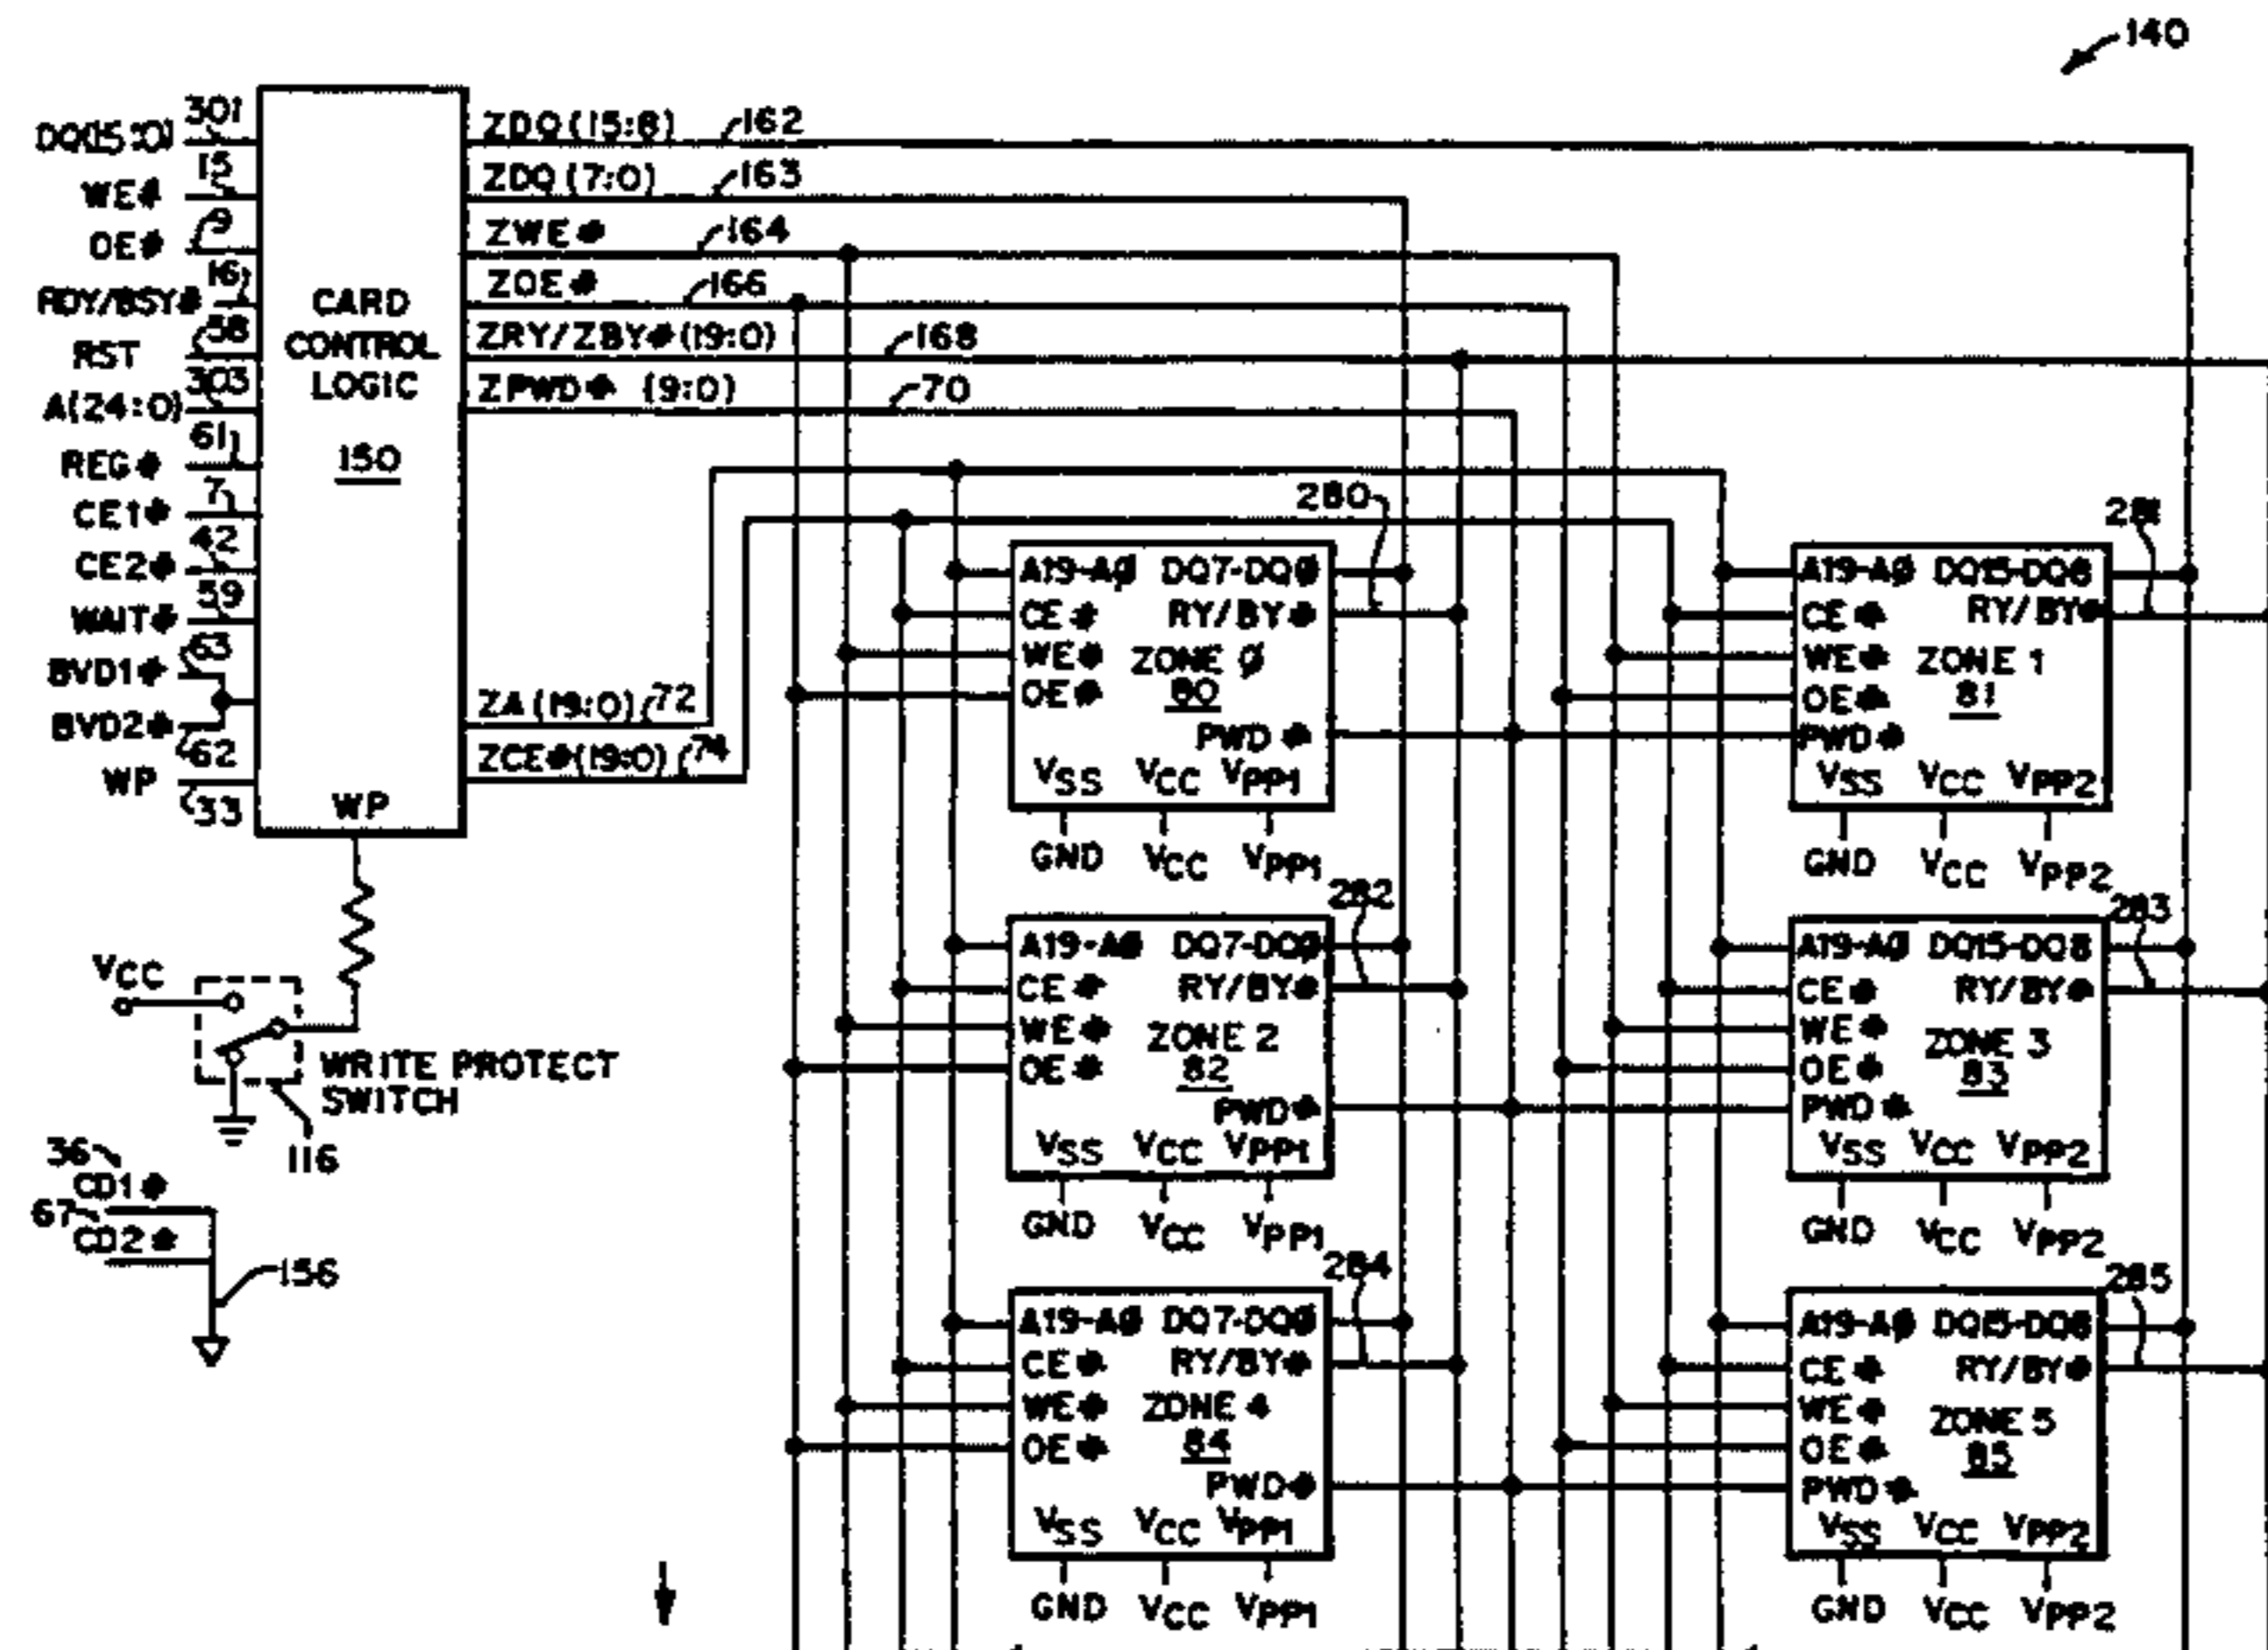 140
301
DQ(15:0)
15
WE#
9
OE#
16
RDY/BSY#
58
RST
303
A(24:0)
61
REG#
7
CE1#
42
CE2#
59
WAIT#
63
BVD1#
BVD2#
62
WP
33
CARD
CONTROL
LOGIC
150
WP
ZDQ(15:8) 162
ZDQ(7:0) 163
ZWE# 164
ZOE# 166
ZRY/ZBY#(19:0) 168
ZPWD# (9:0) 70
ZA(19:0) 72
ZCE#(19:0) 74
280
A19-A0 DQ7-DQ0
CE# RY/BY#
WE# ZONE 0
OE# 80
PWD#
VSS VCC VPP1
GND VCC VPP1
281
A19-A0 DQ15-DQ8
CE# RY/BY#
WE# ZONE 1
OE# 81
PWD#
VSS VCC VPP2
GND VCC VPP2
282
A19-A0 DQ7-DQ0
CE# RY/BY#
WE# ZONE 2
OE# 82
PWD#
VSS VCC VPP1
GND VCC VPP1
283
A19-A0 DQ15-DQ8
CE# RY/BY#
WE# ZONE 3
OE# 83
PWD#
VSS VCC VPP2
GND VCC VPP2
284
A19-A0 DQ7-DQ0
CE# RY/BY#
WE# ZONE 4
OE# 84
PWD#
VSS VCC VPP1
GND VCC VPP1
285
A19-A0 DQ15-DQ8
CE# RY/BY#
WE# ZONE 5
OE# 85
PWD#
VSS VCC VPP2
GND VCC VPP2
VCC
WRITE PROTECT
SWITCH
116
36
CD1#
67
CD2#
156